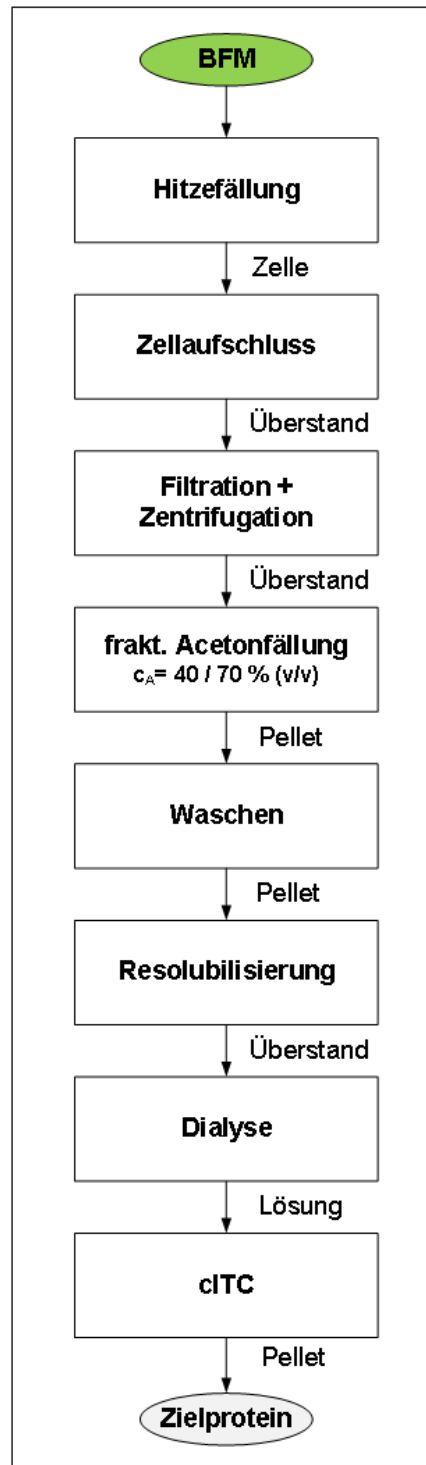 BFM
Hitzefällung
Zelle
Zellaufschluss
Überstand
Filtration +
Zentrifugation
Überstand
frakt. Acetonfällung
cA= 40 / 70 % (v/v)
Pellet
Waschen
Pellet
Resolubilisierung
Überstand
Dialyse
Lösung
cITC
Pellet
Zielprotein